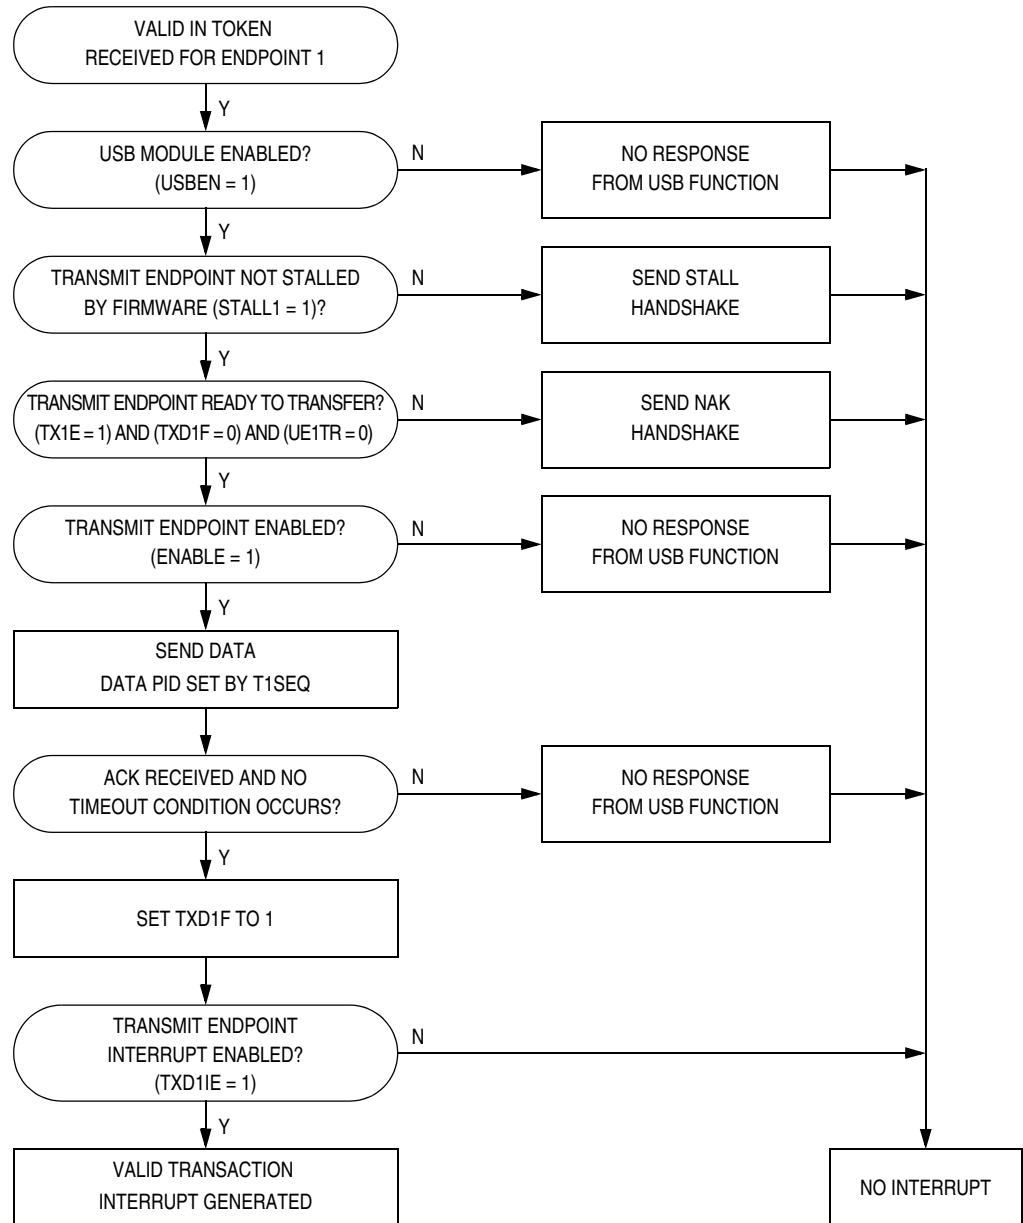 VALID IN TOKEN
RECEIVED FOR ENDPOINT 1
Y
USB MODULE ENABLED?
(USBEN = 1)
N
NO RESPONSE
FROM USB FUNCTION
Y
TRANSMIT ENDPOINT NOT STALLED
BY FIRMWARE (STALL1 = 1)?
N
SEND STALL
HANDSHAKE
Y
TRANSMIT ENDPOINT READY TO TRANSFER?
(TX1E = 1) AND (TXD1F = 0) AND (UE1TR = 0)
N
SEND NAK
HANDSHAKE
Y
TRANSMIT ENDPOINT ENABLED?
(ENABLE = 1)
N
NO RESPONSE
FROM USB FUNCTION
Y
SEND DATA
DATA PID SET BY T1SEQ
ACK RECEIVED AND NO
TIMEOUT CONDITION OCCURS?
N
NO RESPONSE
FROM USB FUNCTION
Y
SET TXD1F TO 1
TRANSMIT ENDPOINT
INTERRUPT ENABLED?
(TXD1IE = 1)
N
Y
VALID TRANSACTION
INTERRUPT GENERATED
NO INTERRUPT